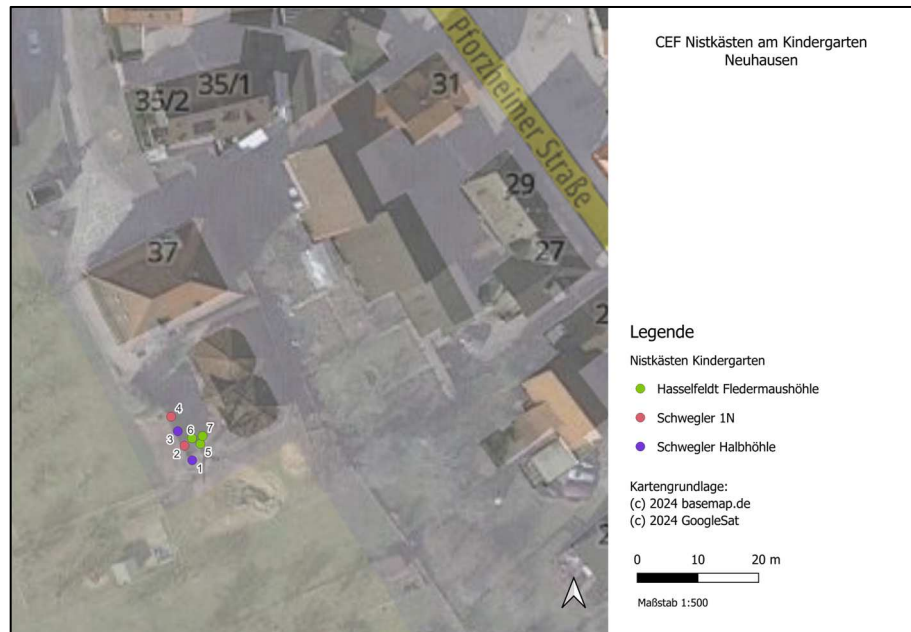 CEF Nistkästen am Kindergarten
Neuhausen
Pforzheimer Straße
35/1
35/2
31
29
27
37
4
3
6
7
2
5
1
Legende
Nistkästen Kindergarten
Hasselfeldt Fledermaushöhle
Schwegler 1N
Schwegler Halbhöhle
Kartengrundlage:
(c) 2024 basemap.de
(c) 2024 GoogleSat
0 10 20 m
Maßstab 1:500